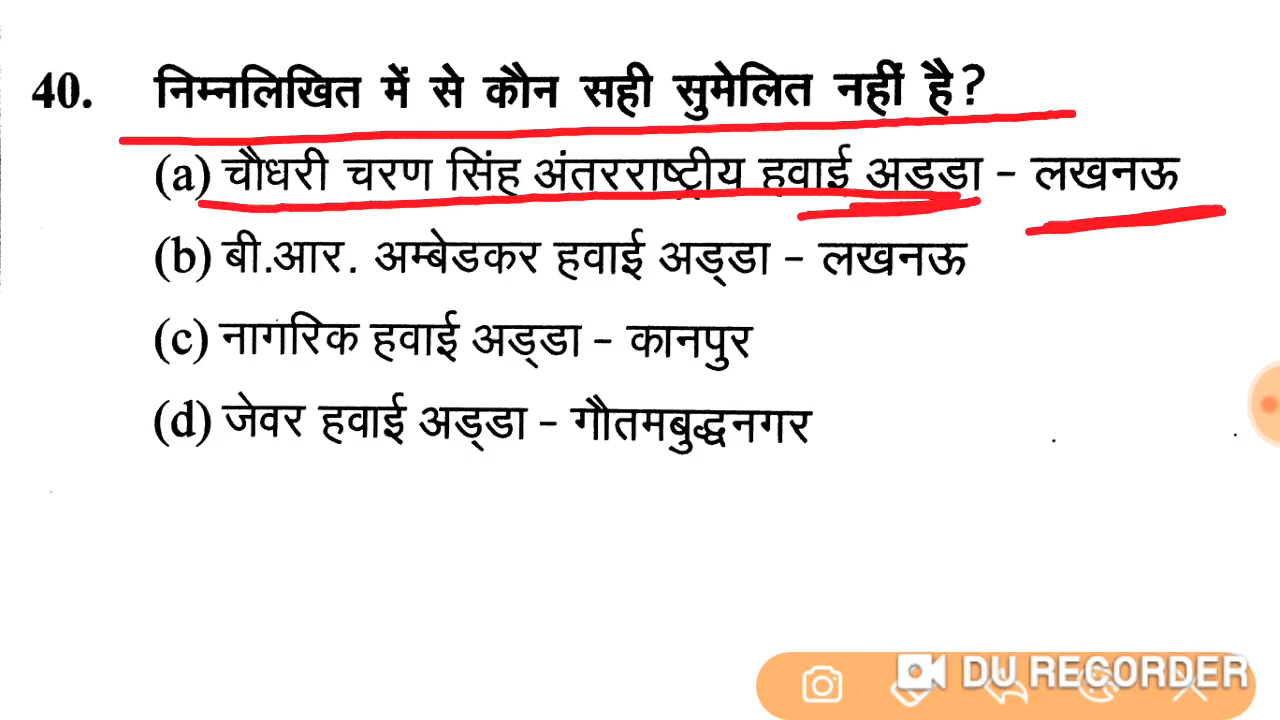 40. निम्नलिखित में से कौन सही सुमेलित नहीं है?
(a) चौधरी चरण सिंह अंतरराष्ट्रीय हवाई अड्डा - लखनऊ
(b) बी.आर. अम्बेडकर हवाई अड्डा - लखनऊ
(c) नागरिक हवाई अड्डा - कानपुर
(d) जेवर हवाई अड्डा - गौतमबुद्धनगर
DU RECORDER